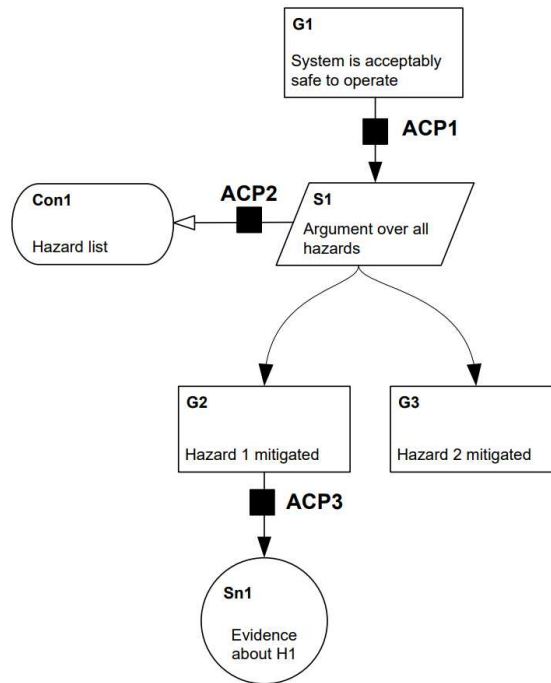 G1
System is acceptably
safe to operate
ACP1
ACP2
Con1
Hazard list
S1
Argument over all
hazards
G2
Hazard 1 mitigated
G3
Hazard 2 mitigated
ACP3
Sn1
Evidence
about H1